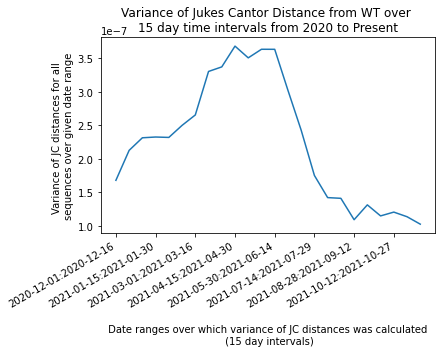 Variance of Jukes Cantor Distance from WT over
15 day time intervals from 2020 to Present
1e−7
3.5
3.0
2.5
2.0
1.5
1.0
Variance of JC distances for all
sequences over given date range
2020-12-01:2020-12-16
2021-01-15:2021-01-30
2021-03-01:2021-03-16
2021-04-15:2021-04-30
2021-05-30:2021-06-14
2021-07-14:2021-07-29
2021-08-28:2021-09-12
2021-10-12:2021-10-27
Date ranges over which variance of JC distances was calculated
(15 day intervals)